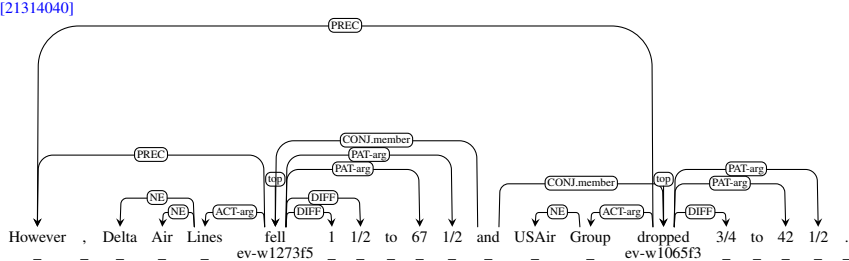 [21314040]
PREC
CONJ.member
PREC PAT-arg PAT-arg
PAT-arg top CONJ.member top PAT-arg
NE DIFF
NE ACT-arg DIFF NE ACT-arg DIFF
However , Delta Air Lines fell 1 1/2 to 67 1/2 and USAir Group dropped 3/4 to 42 1/2 .
_ _ _ _ _ ev-w1273f5 _ _ _ _ _ _ _ _ ev-w1065f3 _ _ _ _ _